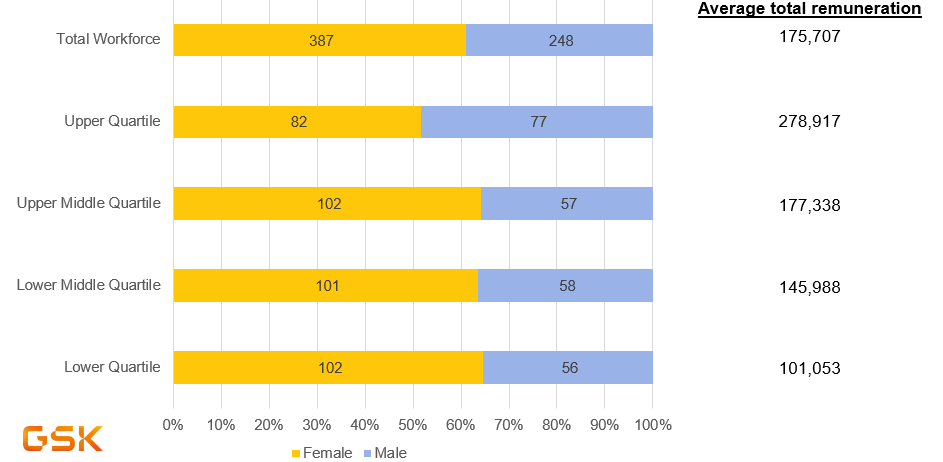 Average total remuneration
Total Workforce 387 248 175,707
Upper Quartile 82 77 278,917
Upper Middle Quartile 102 57 177,338
Lower Middle Quartile 101 58 145,988
Lower Quartile 102 56 101,053
0% 10% 20% 30% 40% 50% 60% 70% 80% 90% 100%
GSK
Female Male